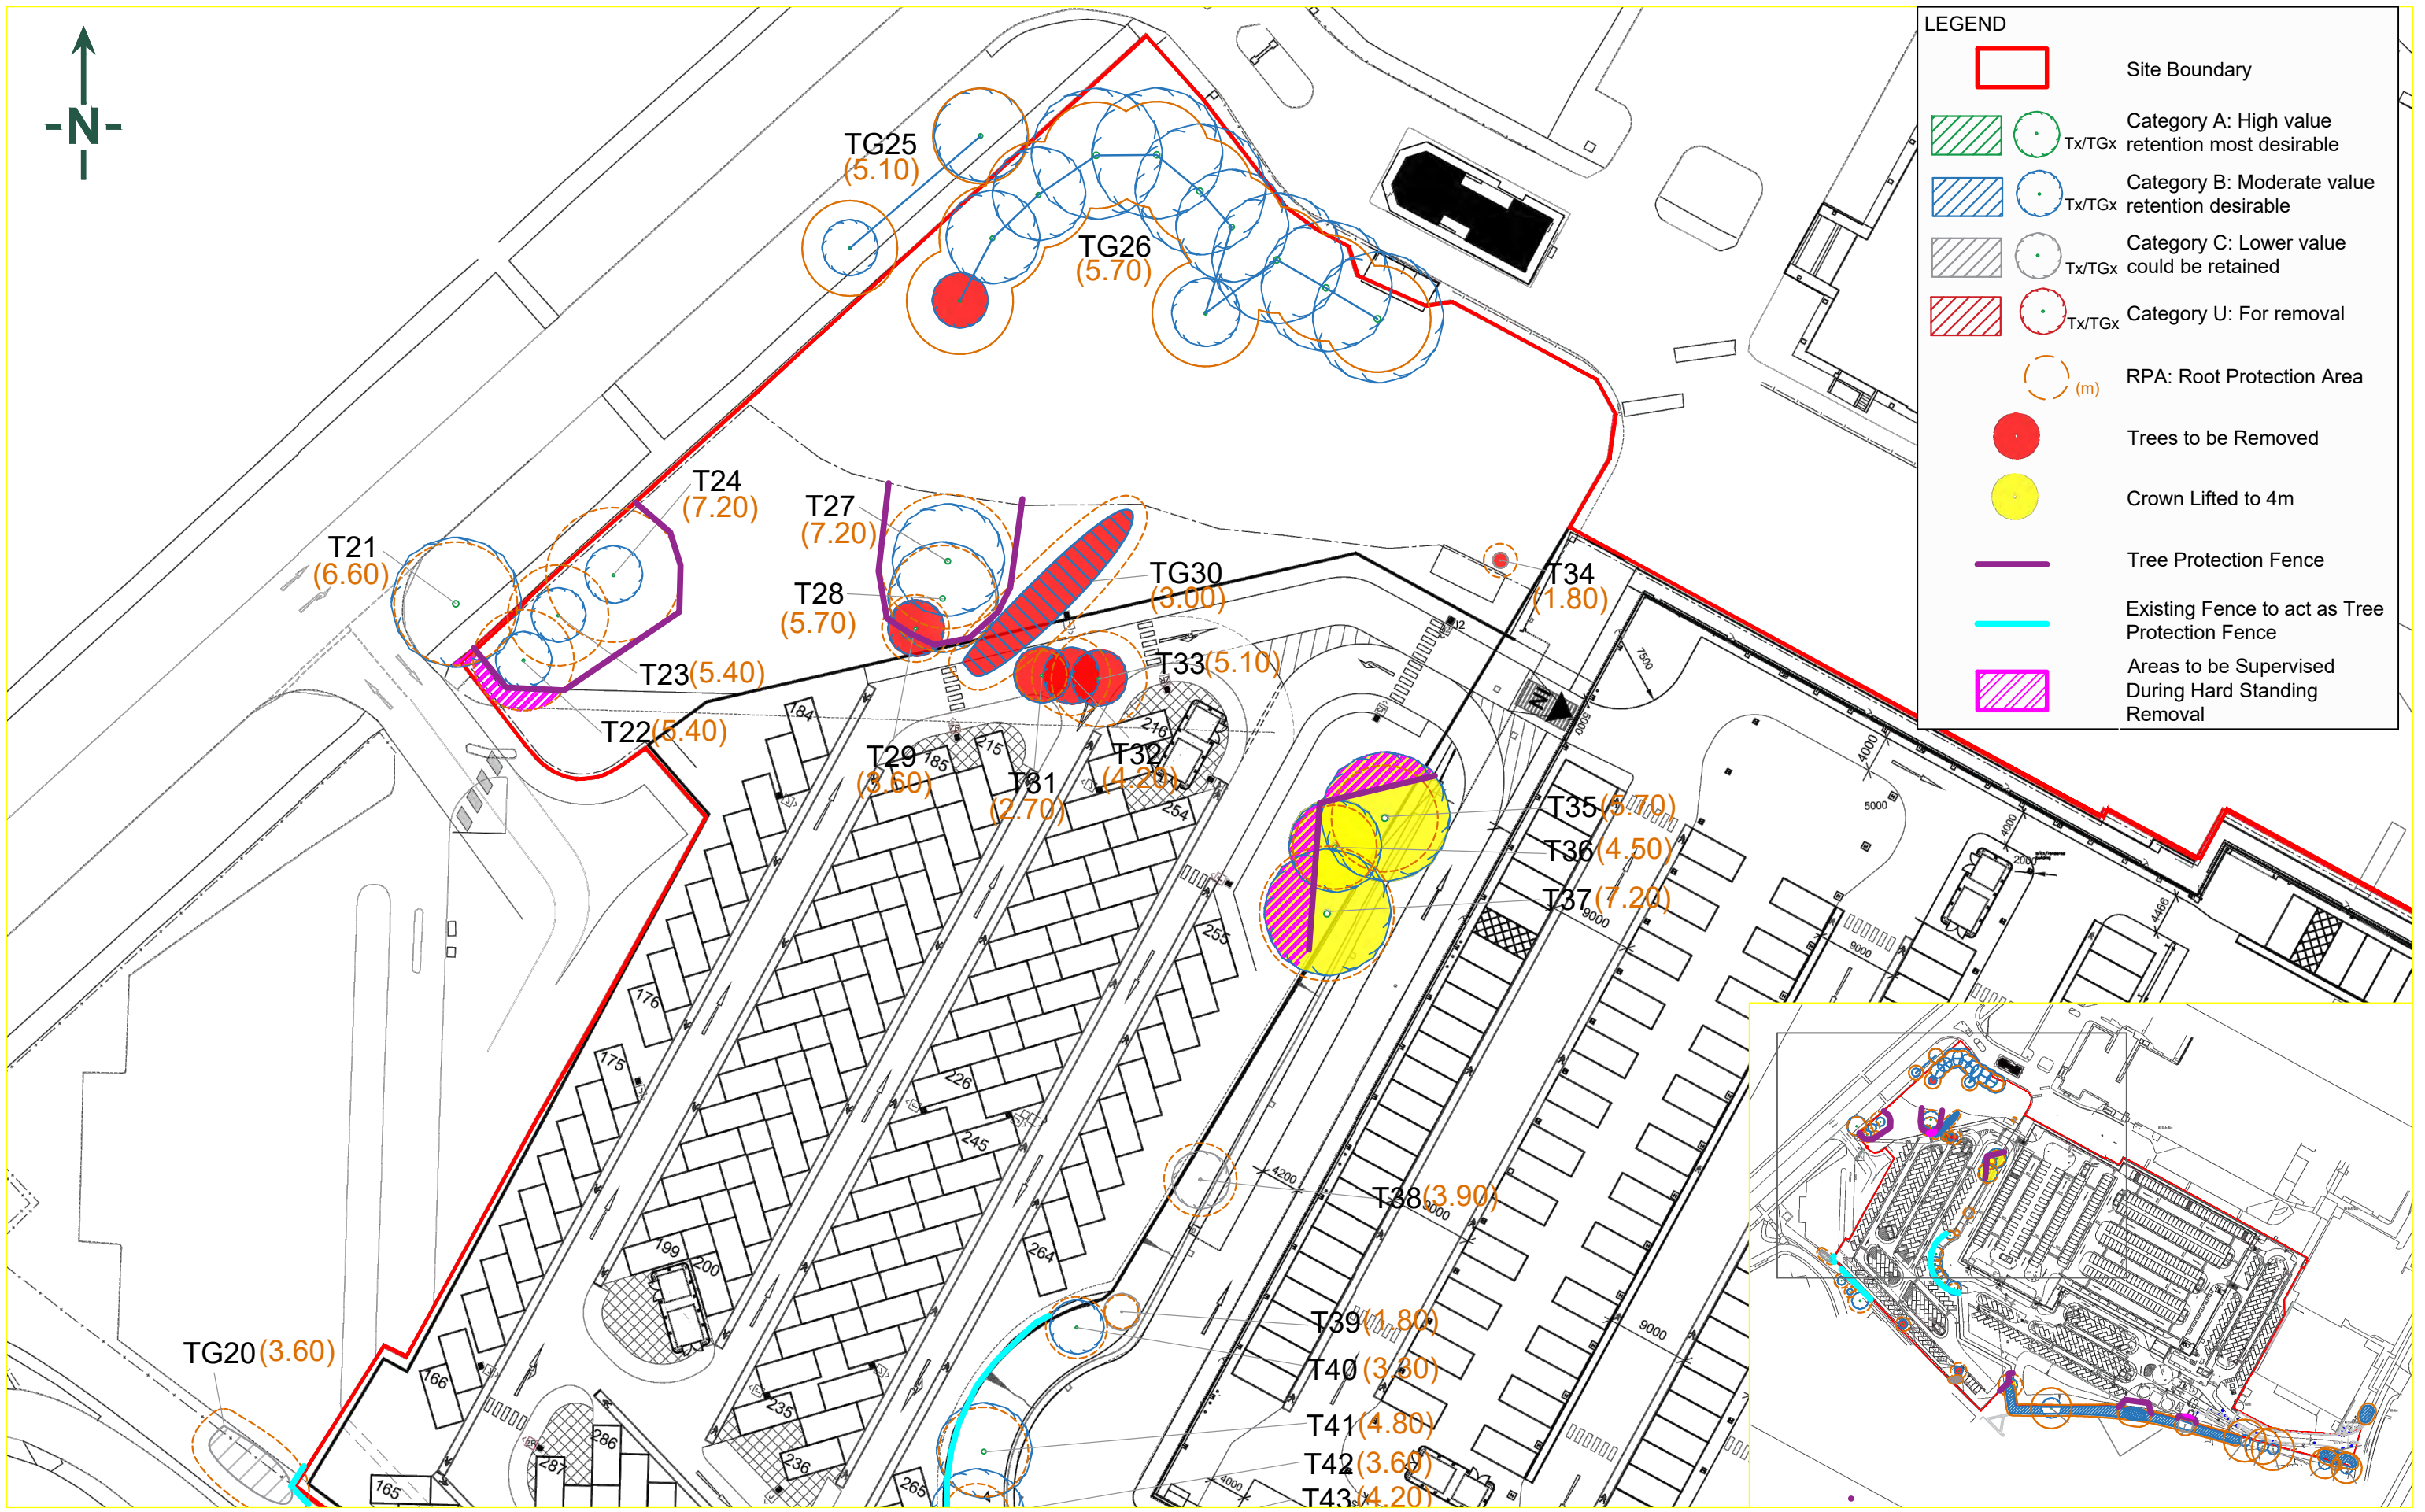 -N-
LEGEND
Site Boundary
Tx/TGx
Category A: High value
retention most desirable
Tx/TGx
Category B: Moderate value
retention desirable
Tx/TGx
Category C: Lower value
could be retained
Tx/TGx
Category U: For removal
(m)
RPA: Root Protection Area
Trees to be Removed
Crown Lifted to 4m
Tree Protection Fence
Existing Fence to act as Tree
Protection Fence
Areas to be Supervised
During Hard Standing
Removal
TG25
(5.10)
TG26
(5.70)
T24
(7.20)
T27
(7.20)
T21
(6.60)
T28
(5.70)
TG30
(3.00)
T34
(1.80)
T23(5.40)
T33(5.10)
T22(5.40)
T29
(3.60)
T31
(2.70)
T32
(4.20)
T35(5.70)
T36(4.50)
T37(7.20)
T38(3.90)
T39(1.80)
T40(3.30)
T41(4.80)
T42(3.60)
T43(4.20)
TG20(3.60)
184
185
215
216
254
255
176
175
226
245
199
200
264
166
235
236
286
287
165
265
7500
5000
IN
4000
5000
4000
2000
4466
9000
9000
4200
9000
9000
4000